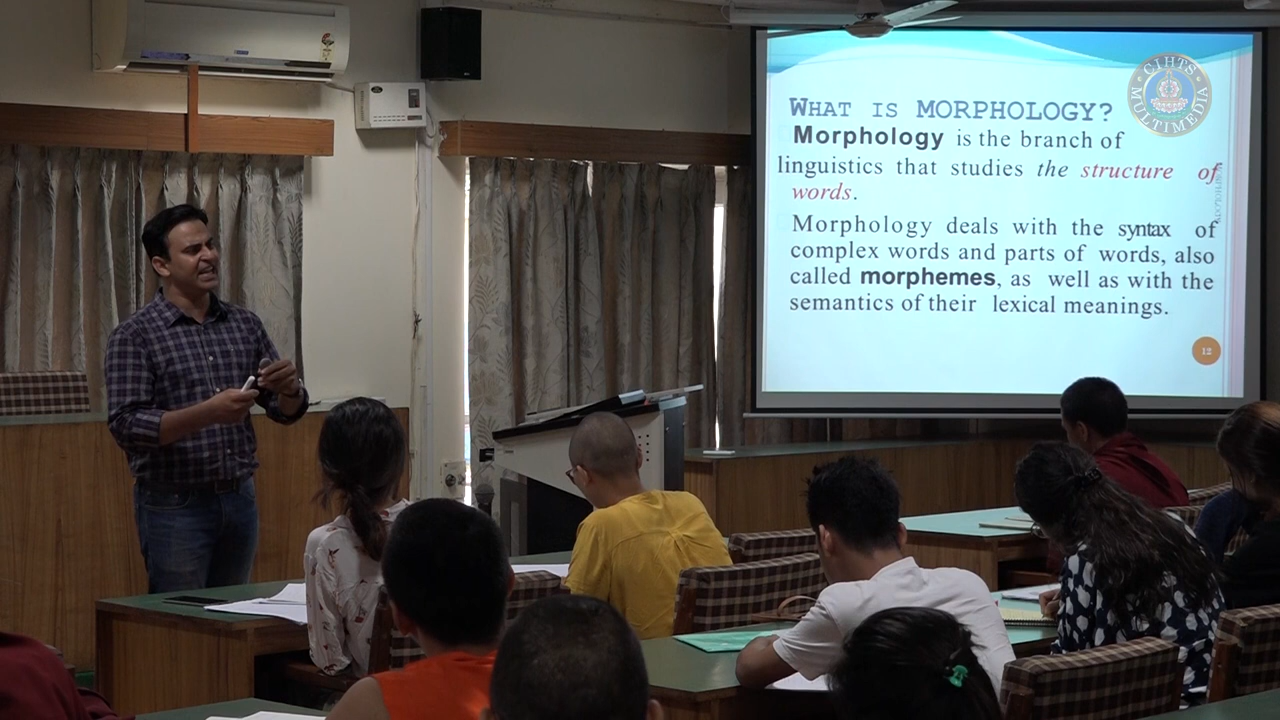 WHAT IS MORPHOLOGY?
Morphology is the branch of
linguistics that studies the structure of
words.
Morphology deals with the syntax of
complex words and parts of words, also
called morphemes, as well as with the
semantics of their lexical meanings.
12
CIHTS
MULTIMEDIA